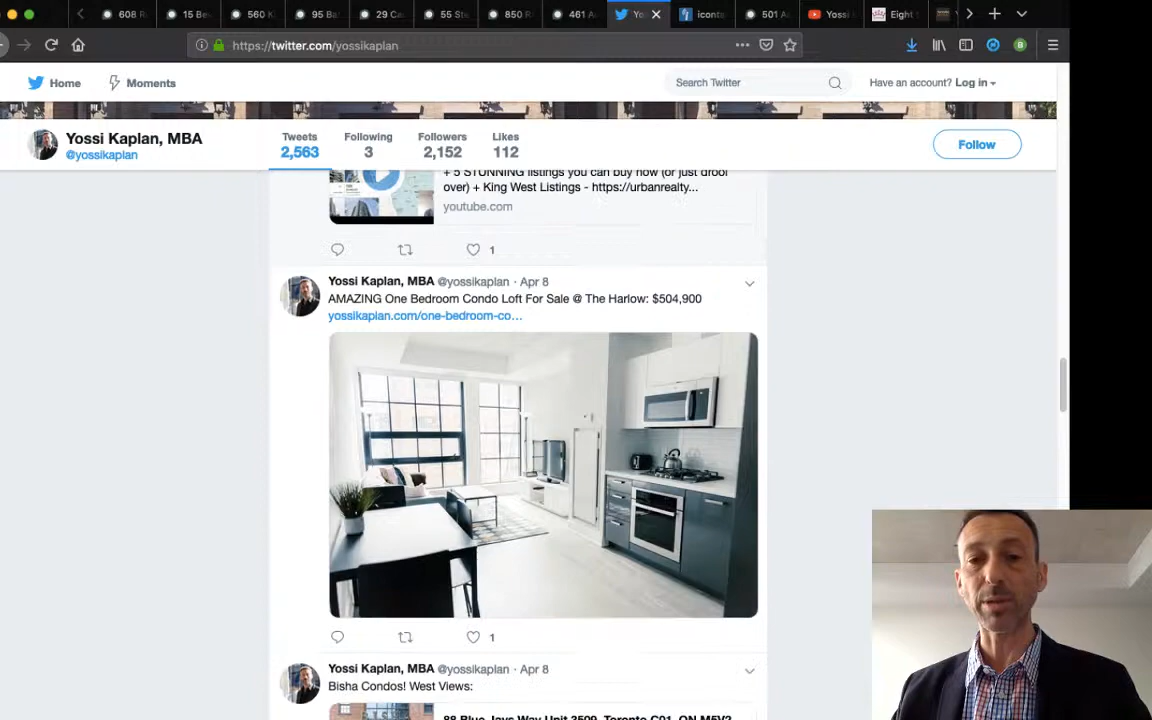 608 R
15 Be
560 K
95 Ba
29 Ca
55 Ste
850 R
461 A
Yo
iconta
501 A
Yossi
Eight
https://twitter.com/yossikaplan
Home
Moments
Search Twitter
Have an account? Log in
Yossi Kaplan, MBA
@yossikaplan
Tweets
2,563
Following
3
Followers
2,152
Likes
112
Follow
+ 5 STUNNING listings you can buy now (or just drool
over) + King West Listings - https://urbanrealty...
youtube.com
1
Yossi Kaplan, MBA @yossikaplan · Apr 8
AMAZING One Bedroom Condo Loft For Sale @ The Harlow: $504,900
yossikaplan.com/one-bedroom-co…
1
Yossi Kaplan, MBA @yossikaplan · Apr 8
Bisha Condos! West Views:
88 Blue Jays Way Unit 3509, Toronto C01, ON M5V2